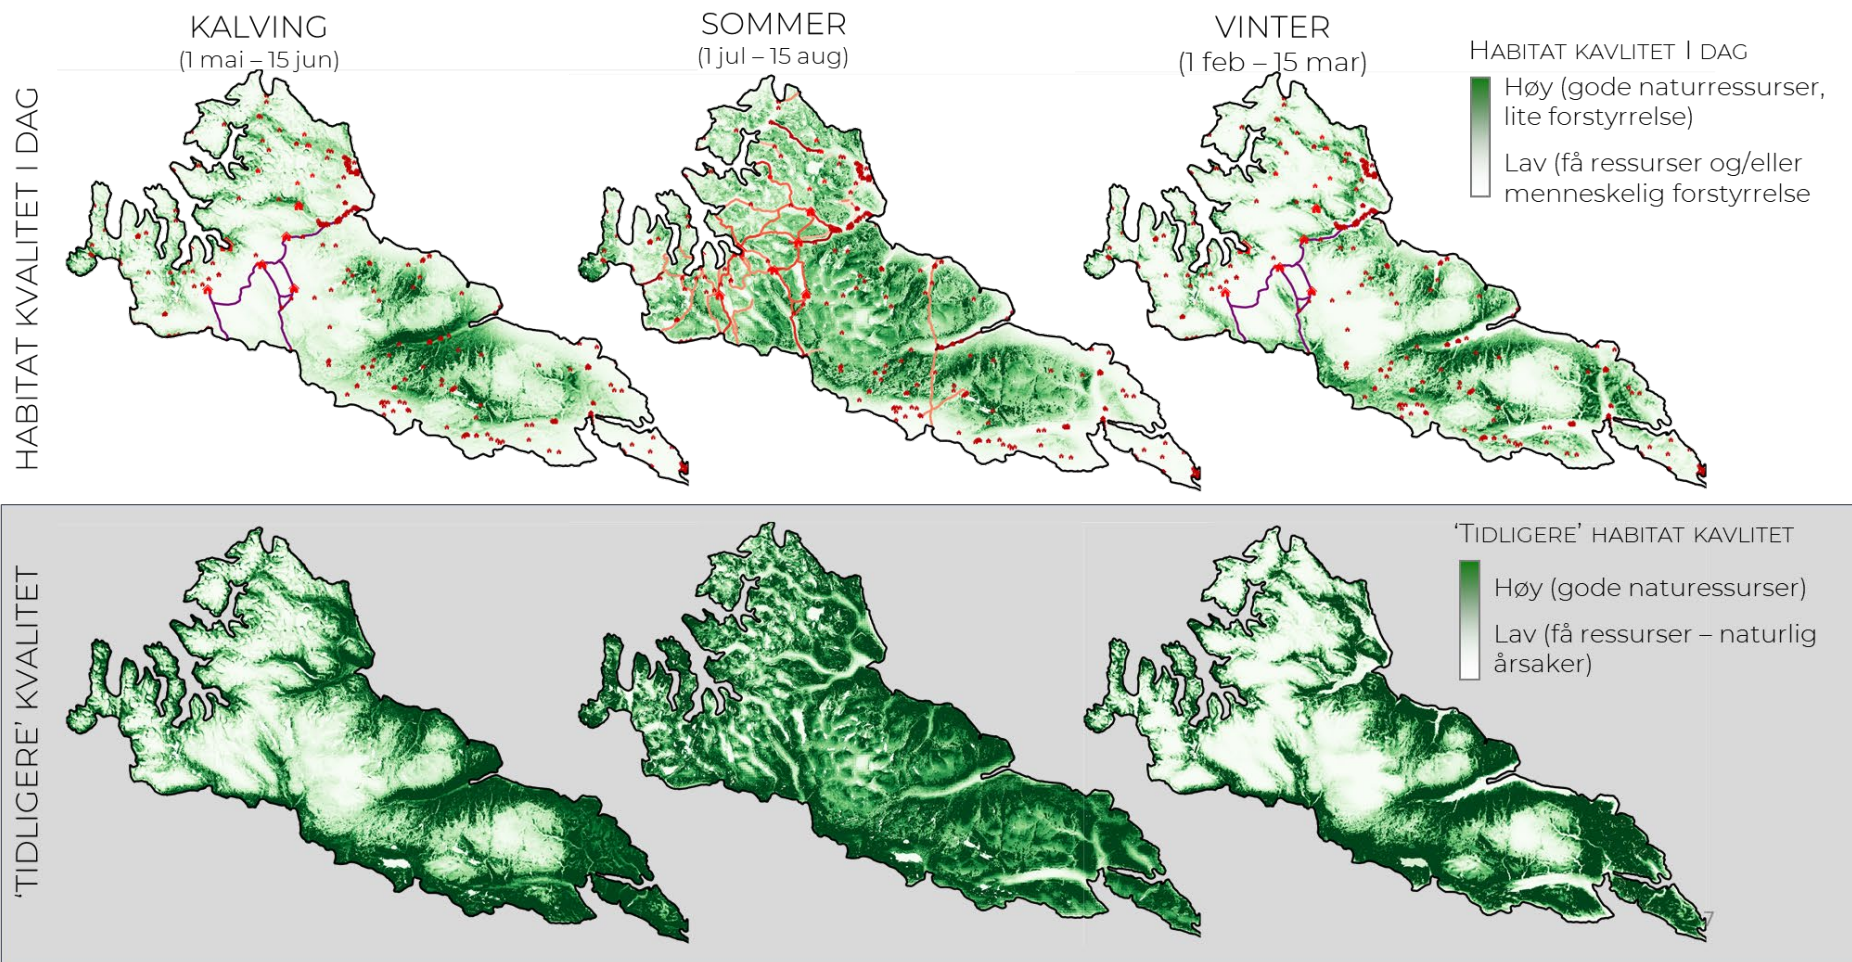 KALVING
(1 mai – 15 jun)
SOMMER
(1 jul – 15 aug)
VINTER
(1 feb – 15 mar)
HABITAT KVALITET I DAG
HABITAT KAVLITET I DAG
Høy (gode naturressurser,
lite forstyrrelse)
Lav (få ressurser og/eller
menneskelig forstyrrelse
'TIDLIGERE' KVALITET
'TIDLIGERE' HABITAT KAVLITET
Høy (gode naturessurser)
Lav (få ressurser – naturlig
årsaker)
7